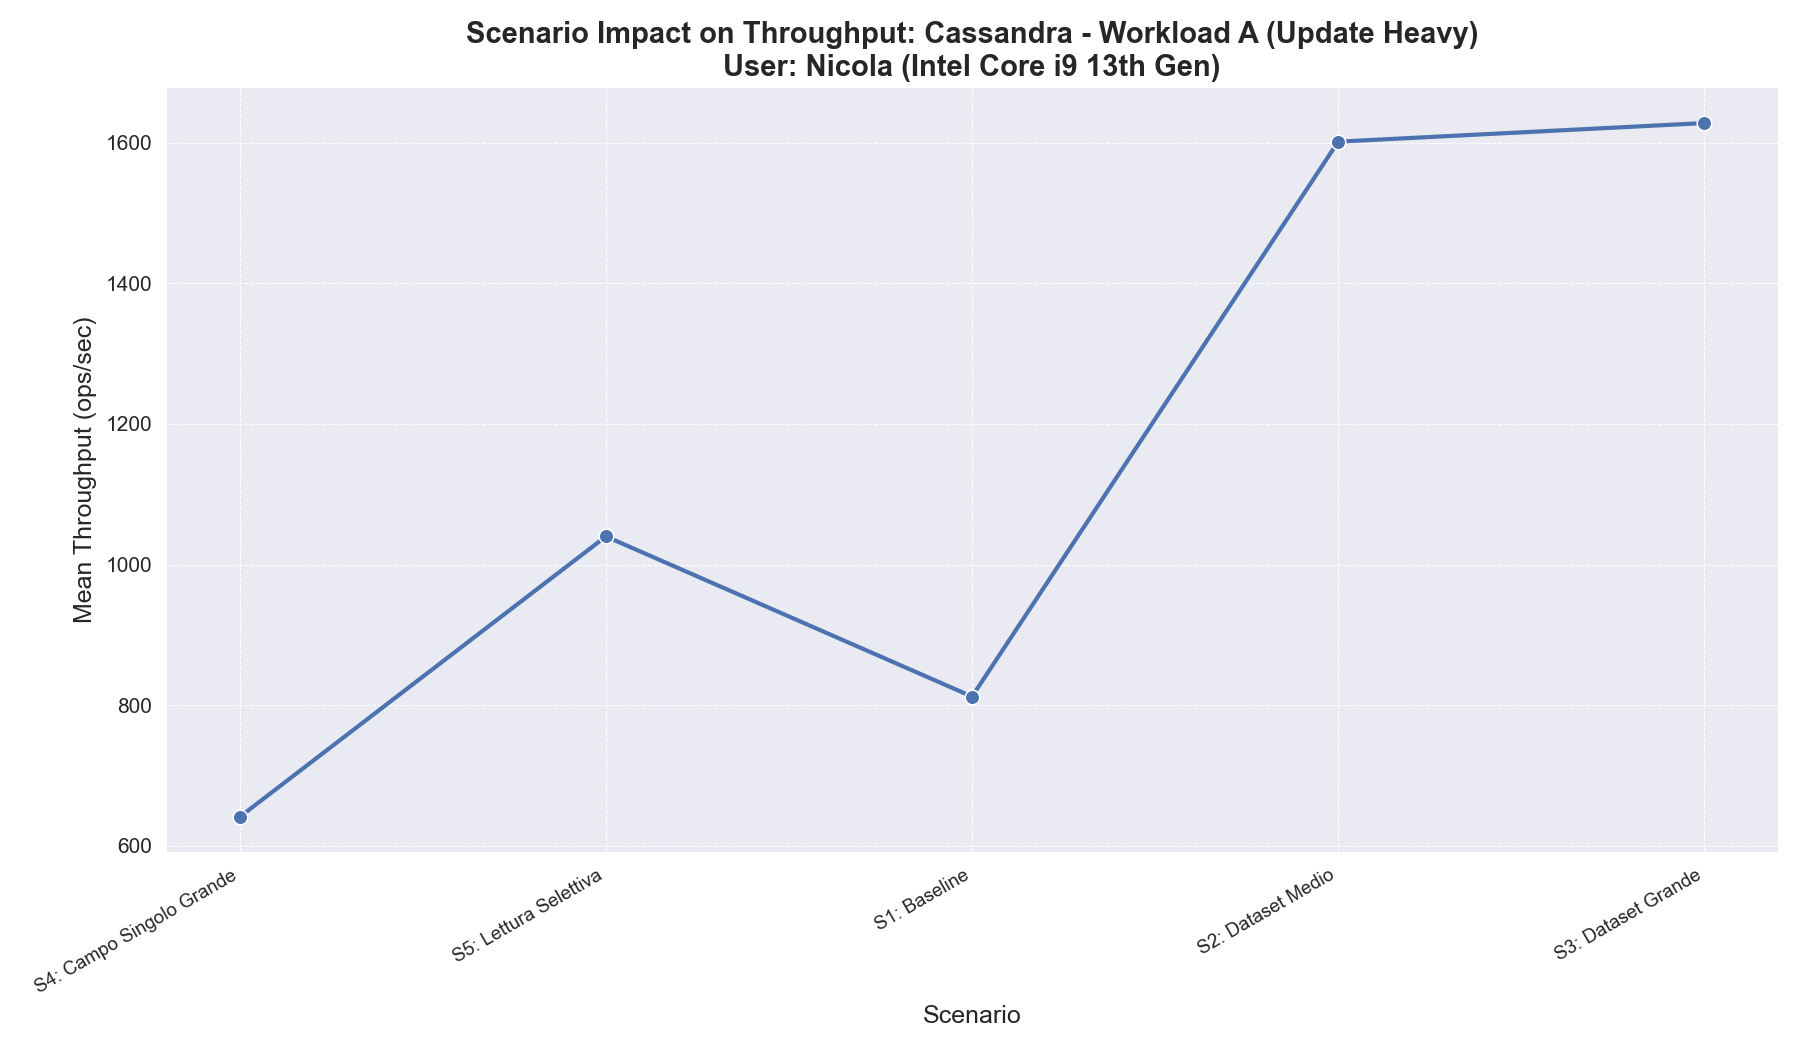 Scenario Impact on Throughput: Cassandra - Workload A (Update Heavy)
User: Nicola (Intel Core i9 13th Gen)
Mean Throughput (ops/sec)
1600
1400
1200
1000
800
600
S4: Campo Singolo Grande
S5: Lettura Selettiva
S1: Baseline
S2: Dataset Medio
S3: Dataset Grande
Scenario